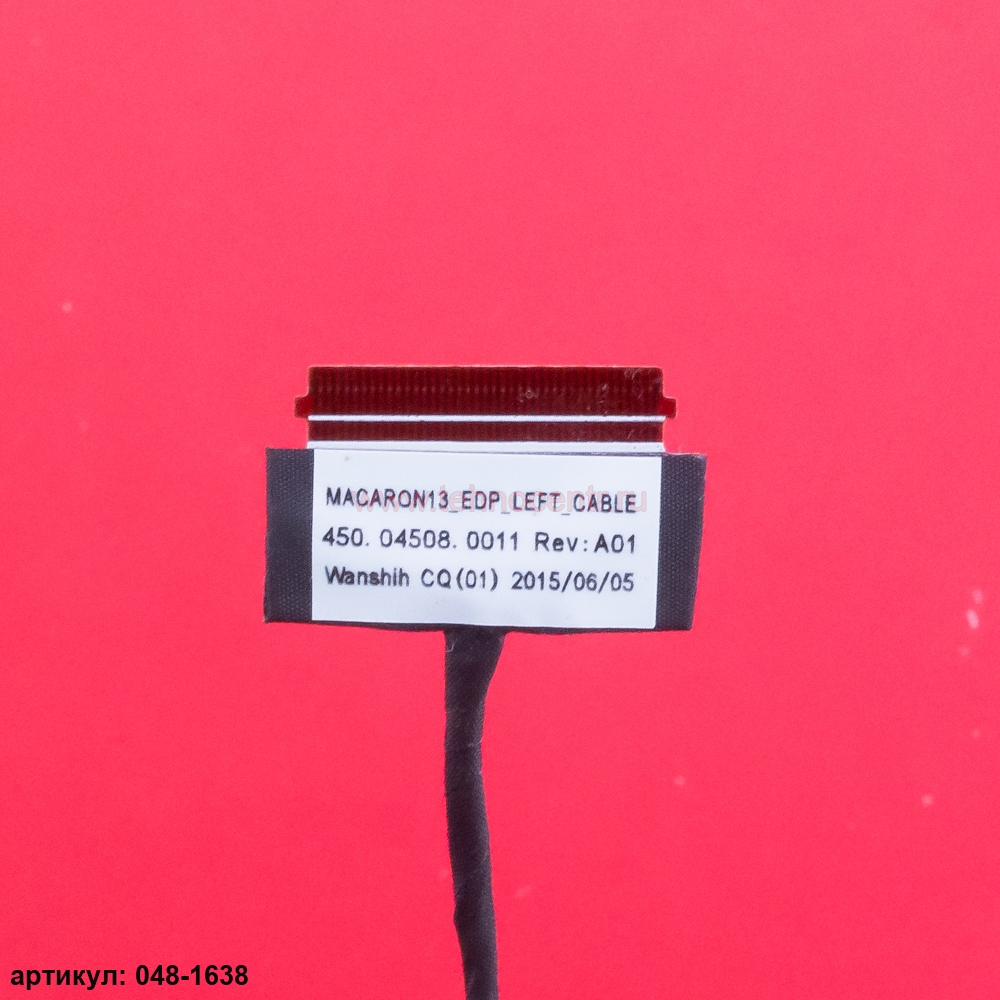 MACARON13_EDP_LEFT_CABLE
450.04508.0011 Rev:A01
Wanshih CQ(01) 2015/06/05
артикул: 048-1638